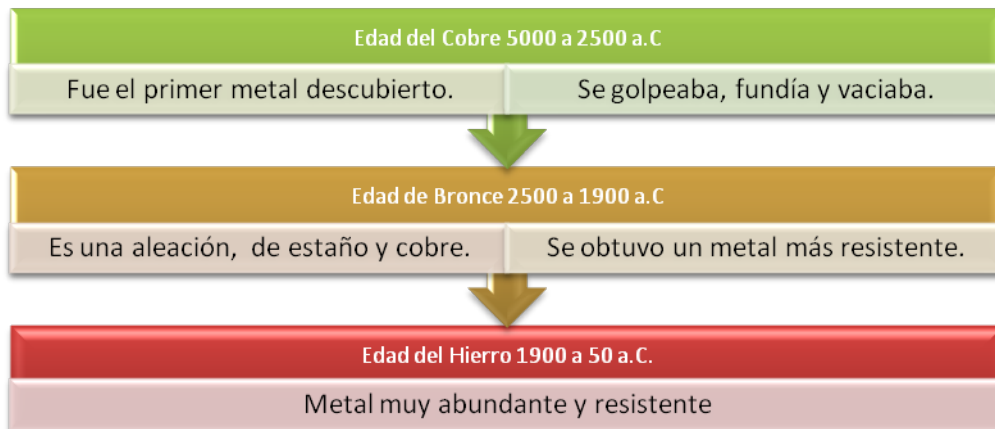 Edad del Cobre 5000 a 2500 a.C
Fue el primer metal descubierto.
Se golpeaba, fundía y vaciaba.
Edad de Bronce 2500 a 1900 a.C
Es una aleación, de estaño y cobre.
Se obtuvo un metal más resistente.
Edad del Hierro 1900 a 50 a.C.
Metal muy abundante y resistente